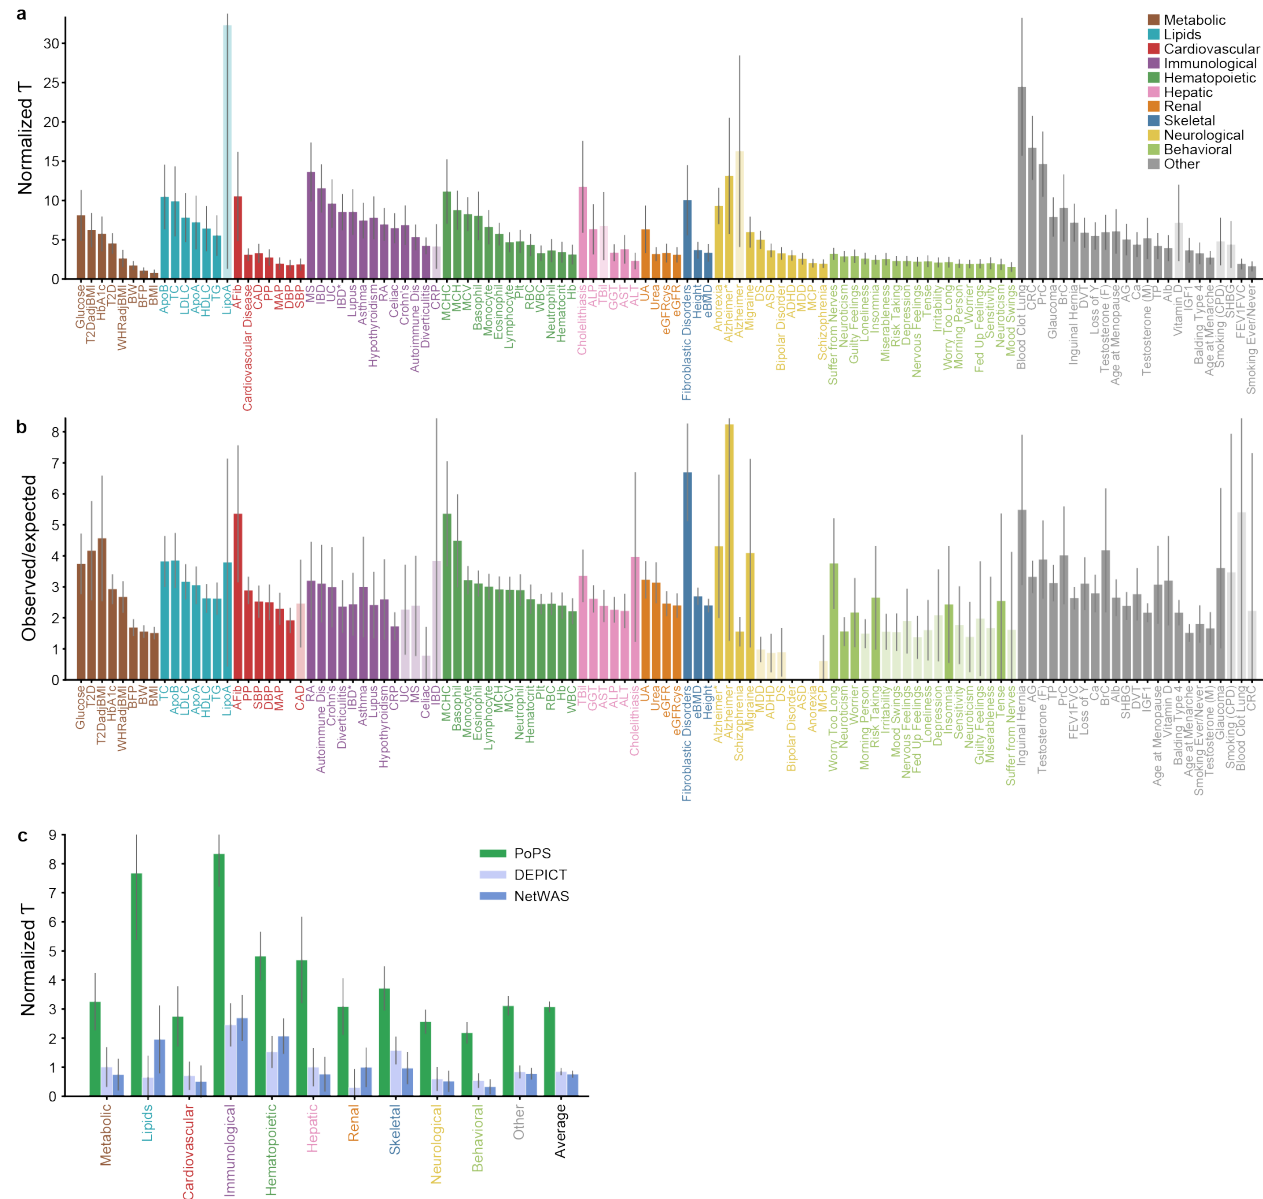 a
Normalized T
30
25
20
15
10
5
0
Metabolic
Lipids
Cardiovascular
Immunological
Hematopoietic
Hepatic
Renal
Skeletal
Neurological
Behavioral
Other
Glucose
T2DadjBMI
HbA1c
T2D
WHRadjBMI
BW
BFP
BMI
ApoB
TC
LDLC
ApoA
HDLC
TG
LipoA
AFib
Cardiovascular Disease
CAD
PP
MAP
DBP
SBP
MS
IBD
UC
IBD*
Lupus
Asthma
Hypothyroidism
RA
Celiac
Crohn's
Autoimmune Dis
Diverticulitis
CRP
MCHC
MCH
MCV
Basophil
Monocyte
Eosinophil
Lymphocyte
Plt
RBC
WBC
Neutrophil
Hematocrit
Hb
Cholelithiasis
ALP
TBil
GGT
AST
ALT
UA
Urea
eGFRcys
eGFR
Fibroblastic Disorders
Height
eBMD
Anorexia
Alzheimer
Alzheimer
Migraine
DS
ASD
Bipolar Disorder
ADHD
MDD
MCP
Schizophrenia
Suffer from Nerves
Neuroticism
Guilty Feelings
Loneliness
Insomnia
Miserableness
Risk Taking
Depression
Nervous Feelings
Tense
Irritability
Worry Too Long
Morning Person
Worrier
Fed Up Feelings
Sensitivity
Neuroticism
Mood Swings
Blood Clot Lung
CRC
PrC
Glaucoma
BrC
Inguinal Hernia
DVT
Loss of Y
Testosterone (F)
Age at Menopause
AG
Ca
Testosterone (M)
TP
Alb
Vitamin D
IGF1
Balding Type 4
Age at Menarche
Smoking (CPD)
SHBG
FEV1FVC
Smoking Ever/Never
b
Observed/expected
8
7
6
5
4
3
2
1
0
Glucose
T2D
T2DadjBMI
HbA1c
WHRadjBMI
BFP
BW
BMI
TC
ApoB
LDLC
ApoA
HDLC
TG
LipoA
AFib
PP
SBP
DBP
MAP
CAD
RA
Autoimmune Dis
Crohn's
Diverticulitis
IBD*
Asthma
Lupus
Hypothyroidism
CRP
UC
MS
Celiac
IBD
MCHC
Basophil
Monocyte
Eosinophil
Lymphocyte
MCH
MCV
Neutrophil
Hematocrit
Plt
RBC
Hb
WBC
TBil
GGT
AST
ALP
ALT
Cholelithiasis
UA
Urea
eGFR
eGFRcys
Fibroblastic Disorders
eBMD
Height
Alzheimer*
Alzheimer
Schizophrenia
Migraine
MDD
ADHD
DS
Bipolar Disorder
ASD
Anorexia
MCP
Worry Too Long
Neuroticism
Worrier
Morning Person
Risk Taking
Irritability
Mood Swings
Nervous Feelings
Fed Up Feelings
Loneliness
Depression
Insomnia
Sensitivity
Neuroticism
Guilty Feelings
Miserableness
Tense
Suffer from Nerves
Inguinal Hernia
AG
Testosterone (F)
TP
PrC
FEV1FVC
Loss of Y
Ca
BrC
Alb
SHBG
DVT
IGF1
Age at Menopause
Vitamin D
Balding Type 4
Age at Menarche
Smoking Ever/Never
Testosterone (M)
Glaucoma
Smoking (CPD)
Blood Clot Lung
CRC
c
Normalized T
9
8
7
6
5
4
3
2
1
0
PoPS
DEPICT
NetWAS
Metabolic
Lipids
Cardiovascular
Immunological
Hematopoietic
Hepatic
Renal
Skeletal
Neurological
Behavioral
Other
Average